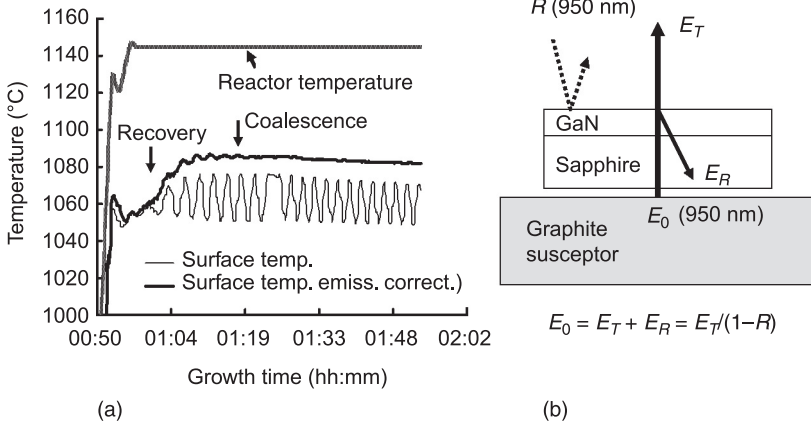 1160
1140
1120
1100
1080
1060
1040
1020
1000
Temperature (°C)
Reactor temperature
Recovery
Coalescence
Surface temp.
Surface temp. emiss. correct.)
00:50 01:04 01:19 01:33 01:48 02:02
Growth time (hh:mm)
(a)
R (950 nm)
E_T
GaN
Sapphire
E_R
E_0 (950 nm)
Graphite
susceptor
E_0 = E_T + E_R = E_T/(1–R)
(b)